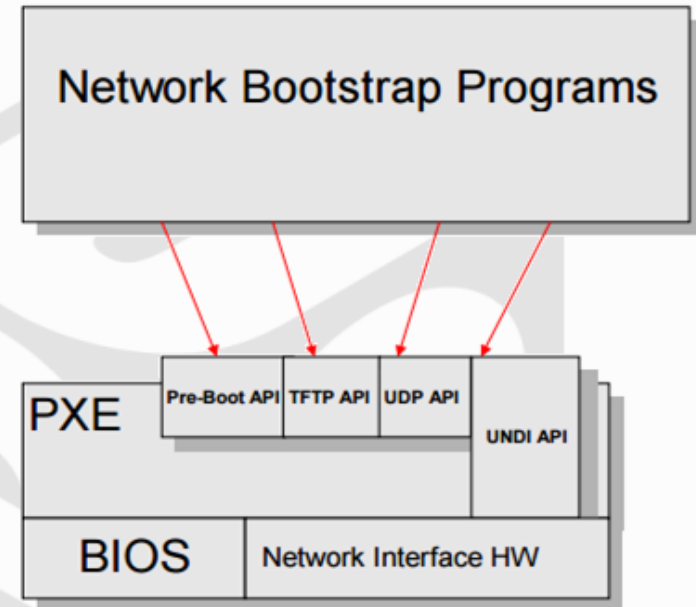 Network Bootstrap Programs
Pre-Boot API
TFTP API
UDP API
PXE
UNDI API
BIOS
Network Interface HW